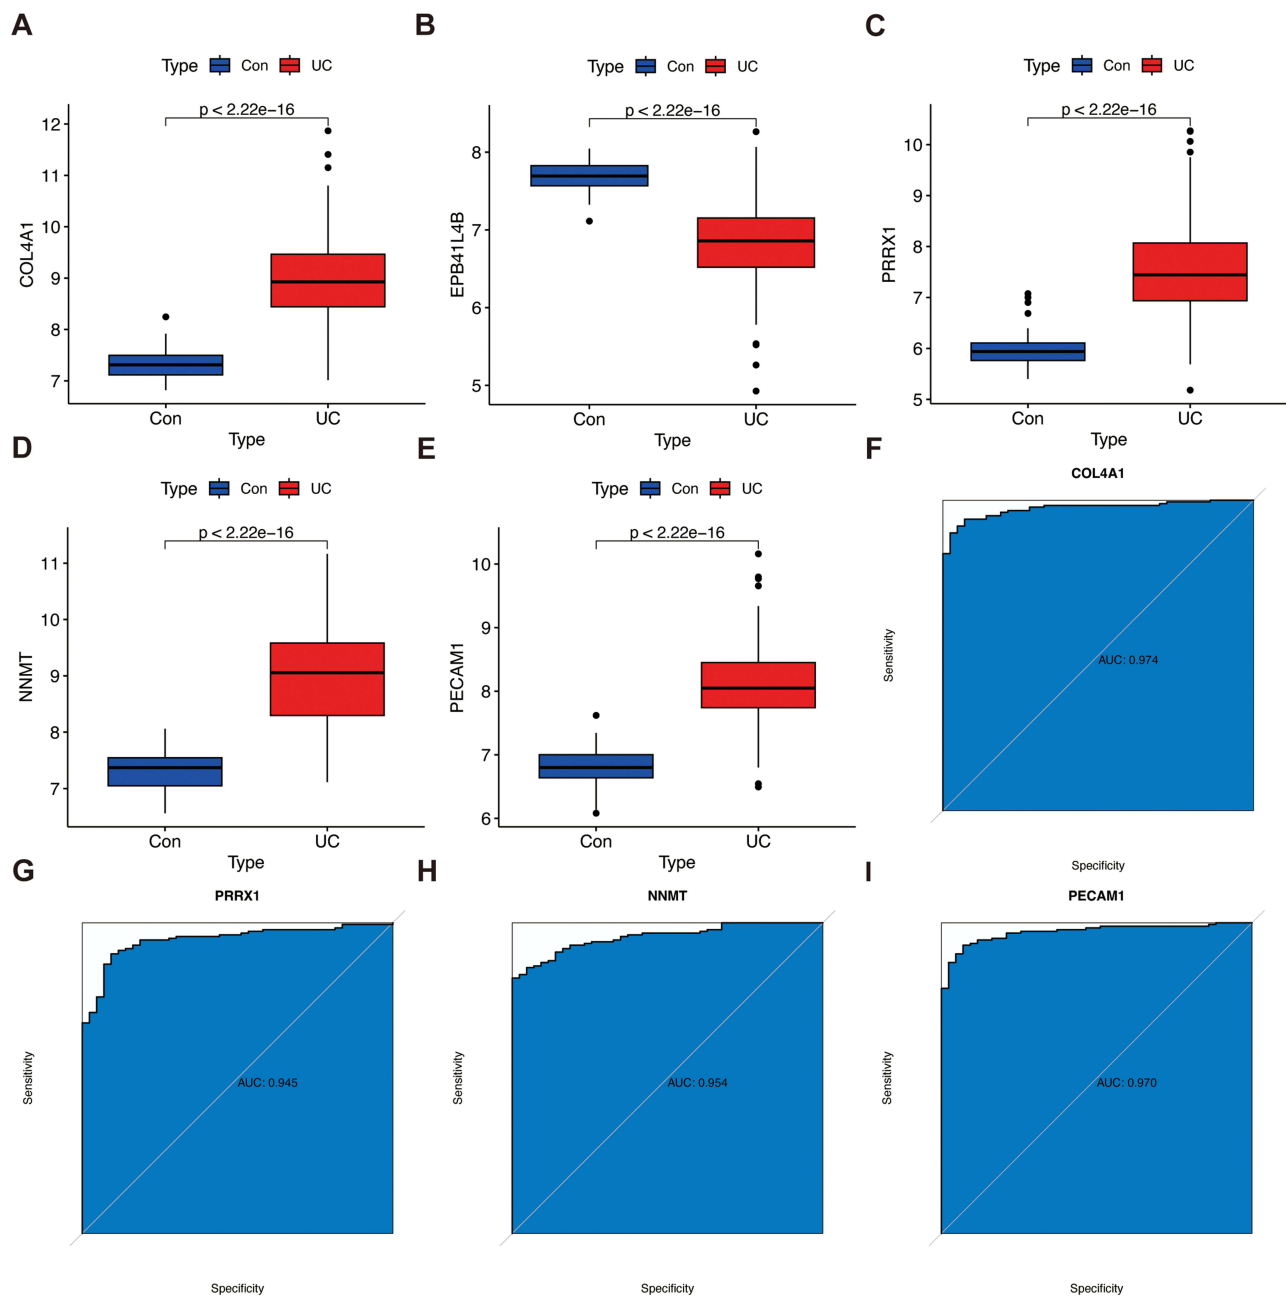 A
B
C
Type Con UC
Type Con UC
Type Con UC
p < 2.22e−16
p < 2.22e−16
p < 2.22e−16
12
11
10
9
8
7
COL4A1
Con UC
Type
8
7
6
5
EPB41L4B
Con UC
Type
10
9
8
7
6
5
PRRX1
Con UC
Type
D
E
F
Type Con UC
Type Con UC
COL4A1
p < 2.22e−16
p < 2.22e−16
11
10
9
8
7
NNMT
Con UC
Type
10
9
8
7
6
PECAM1
Con UC
Type
Sensitivity
AUC: 0.974
Specificity
G
H
I
PRRX1
NNMT
PECAM1
Sensitivity
AUC: 0.945
Specificity
Sensitivity
AUC: 0.954
Specificity
Sensitivity
AUC: 0.970
Specificity